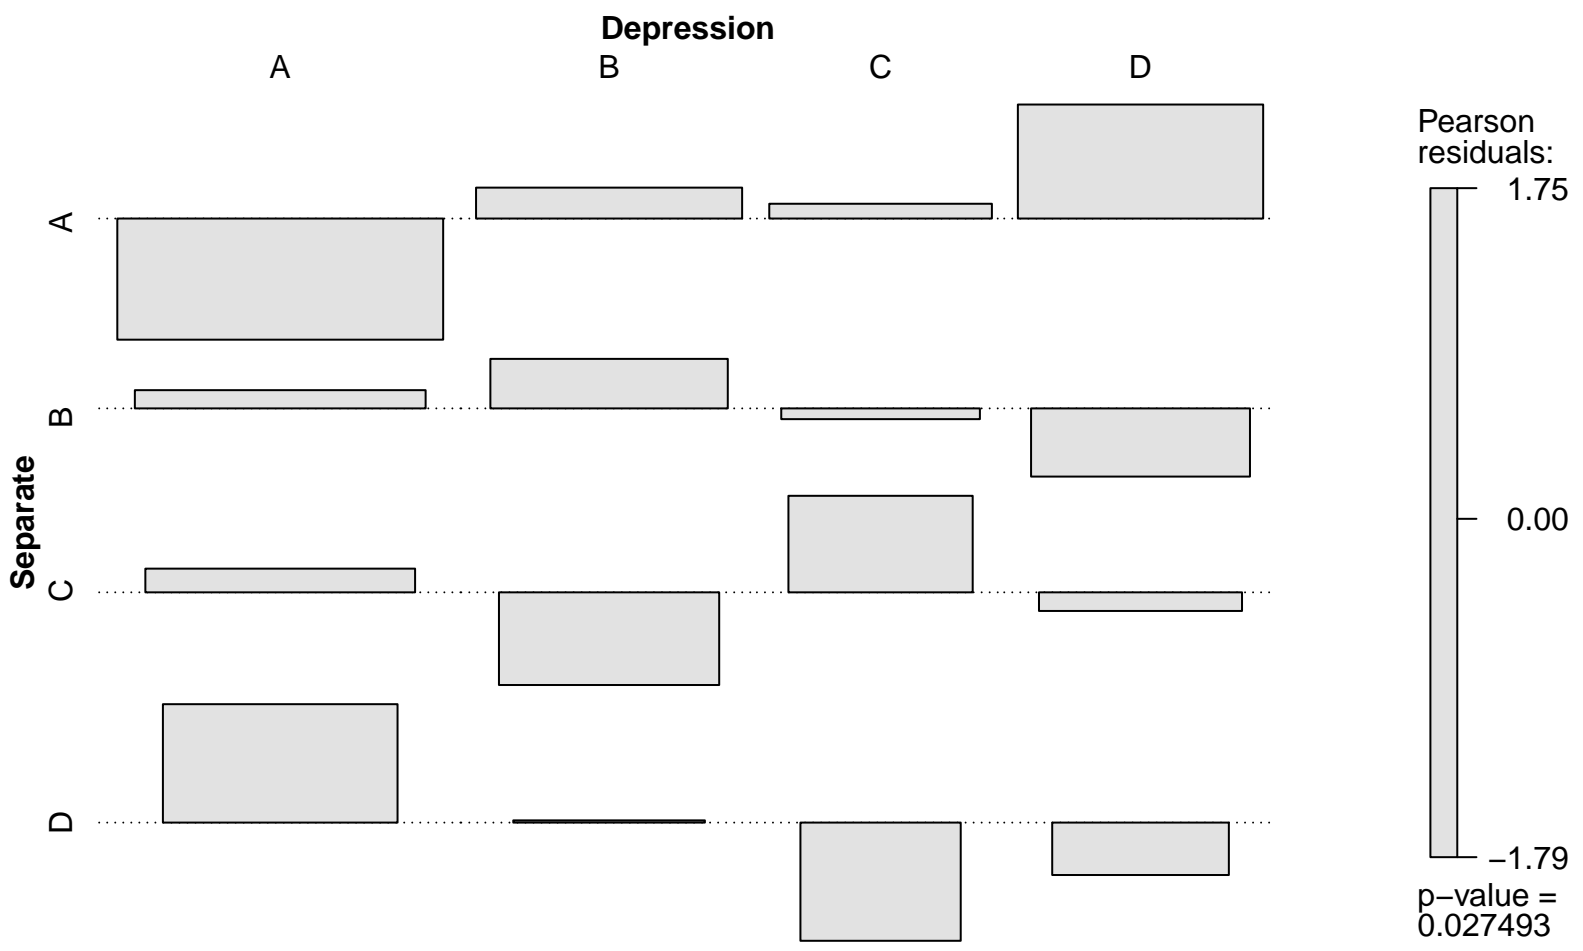 Depression
A B C D
Separate
A
B
C
D
Pearson
residuals:
1.75
0.00
−1.79
p−value =
0.027493